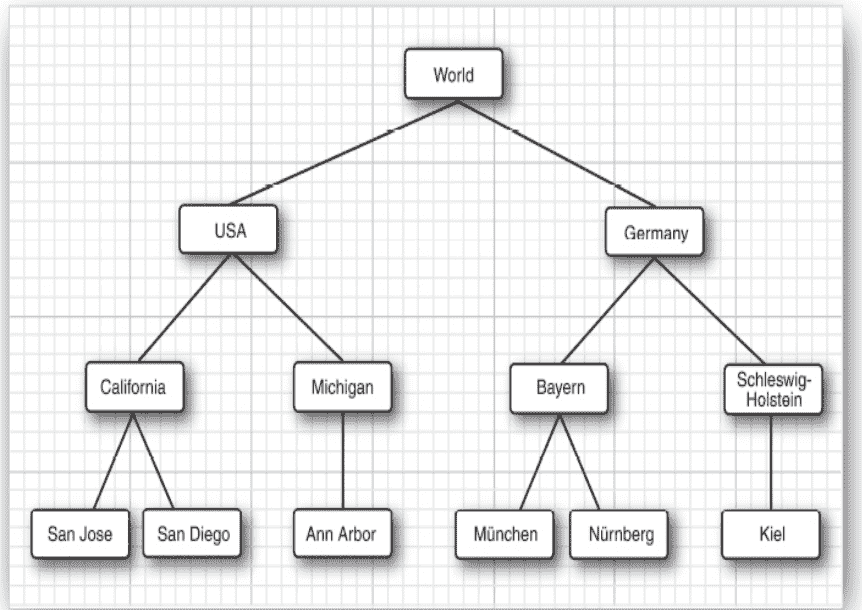 World
USA
Germany
California
Michigan
Bayern
Schleswig-
Holstein
San Jose
San Diego
Ann Arbor
München
Nürnberg
Kiel